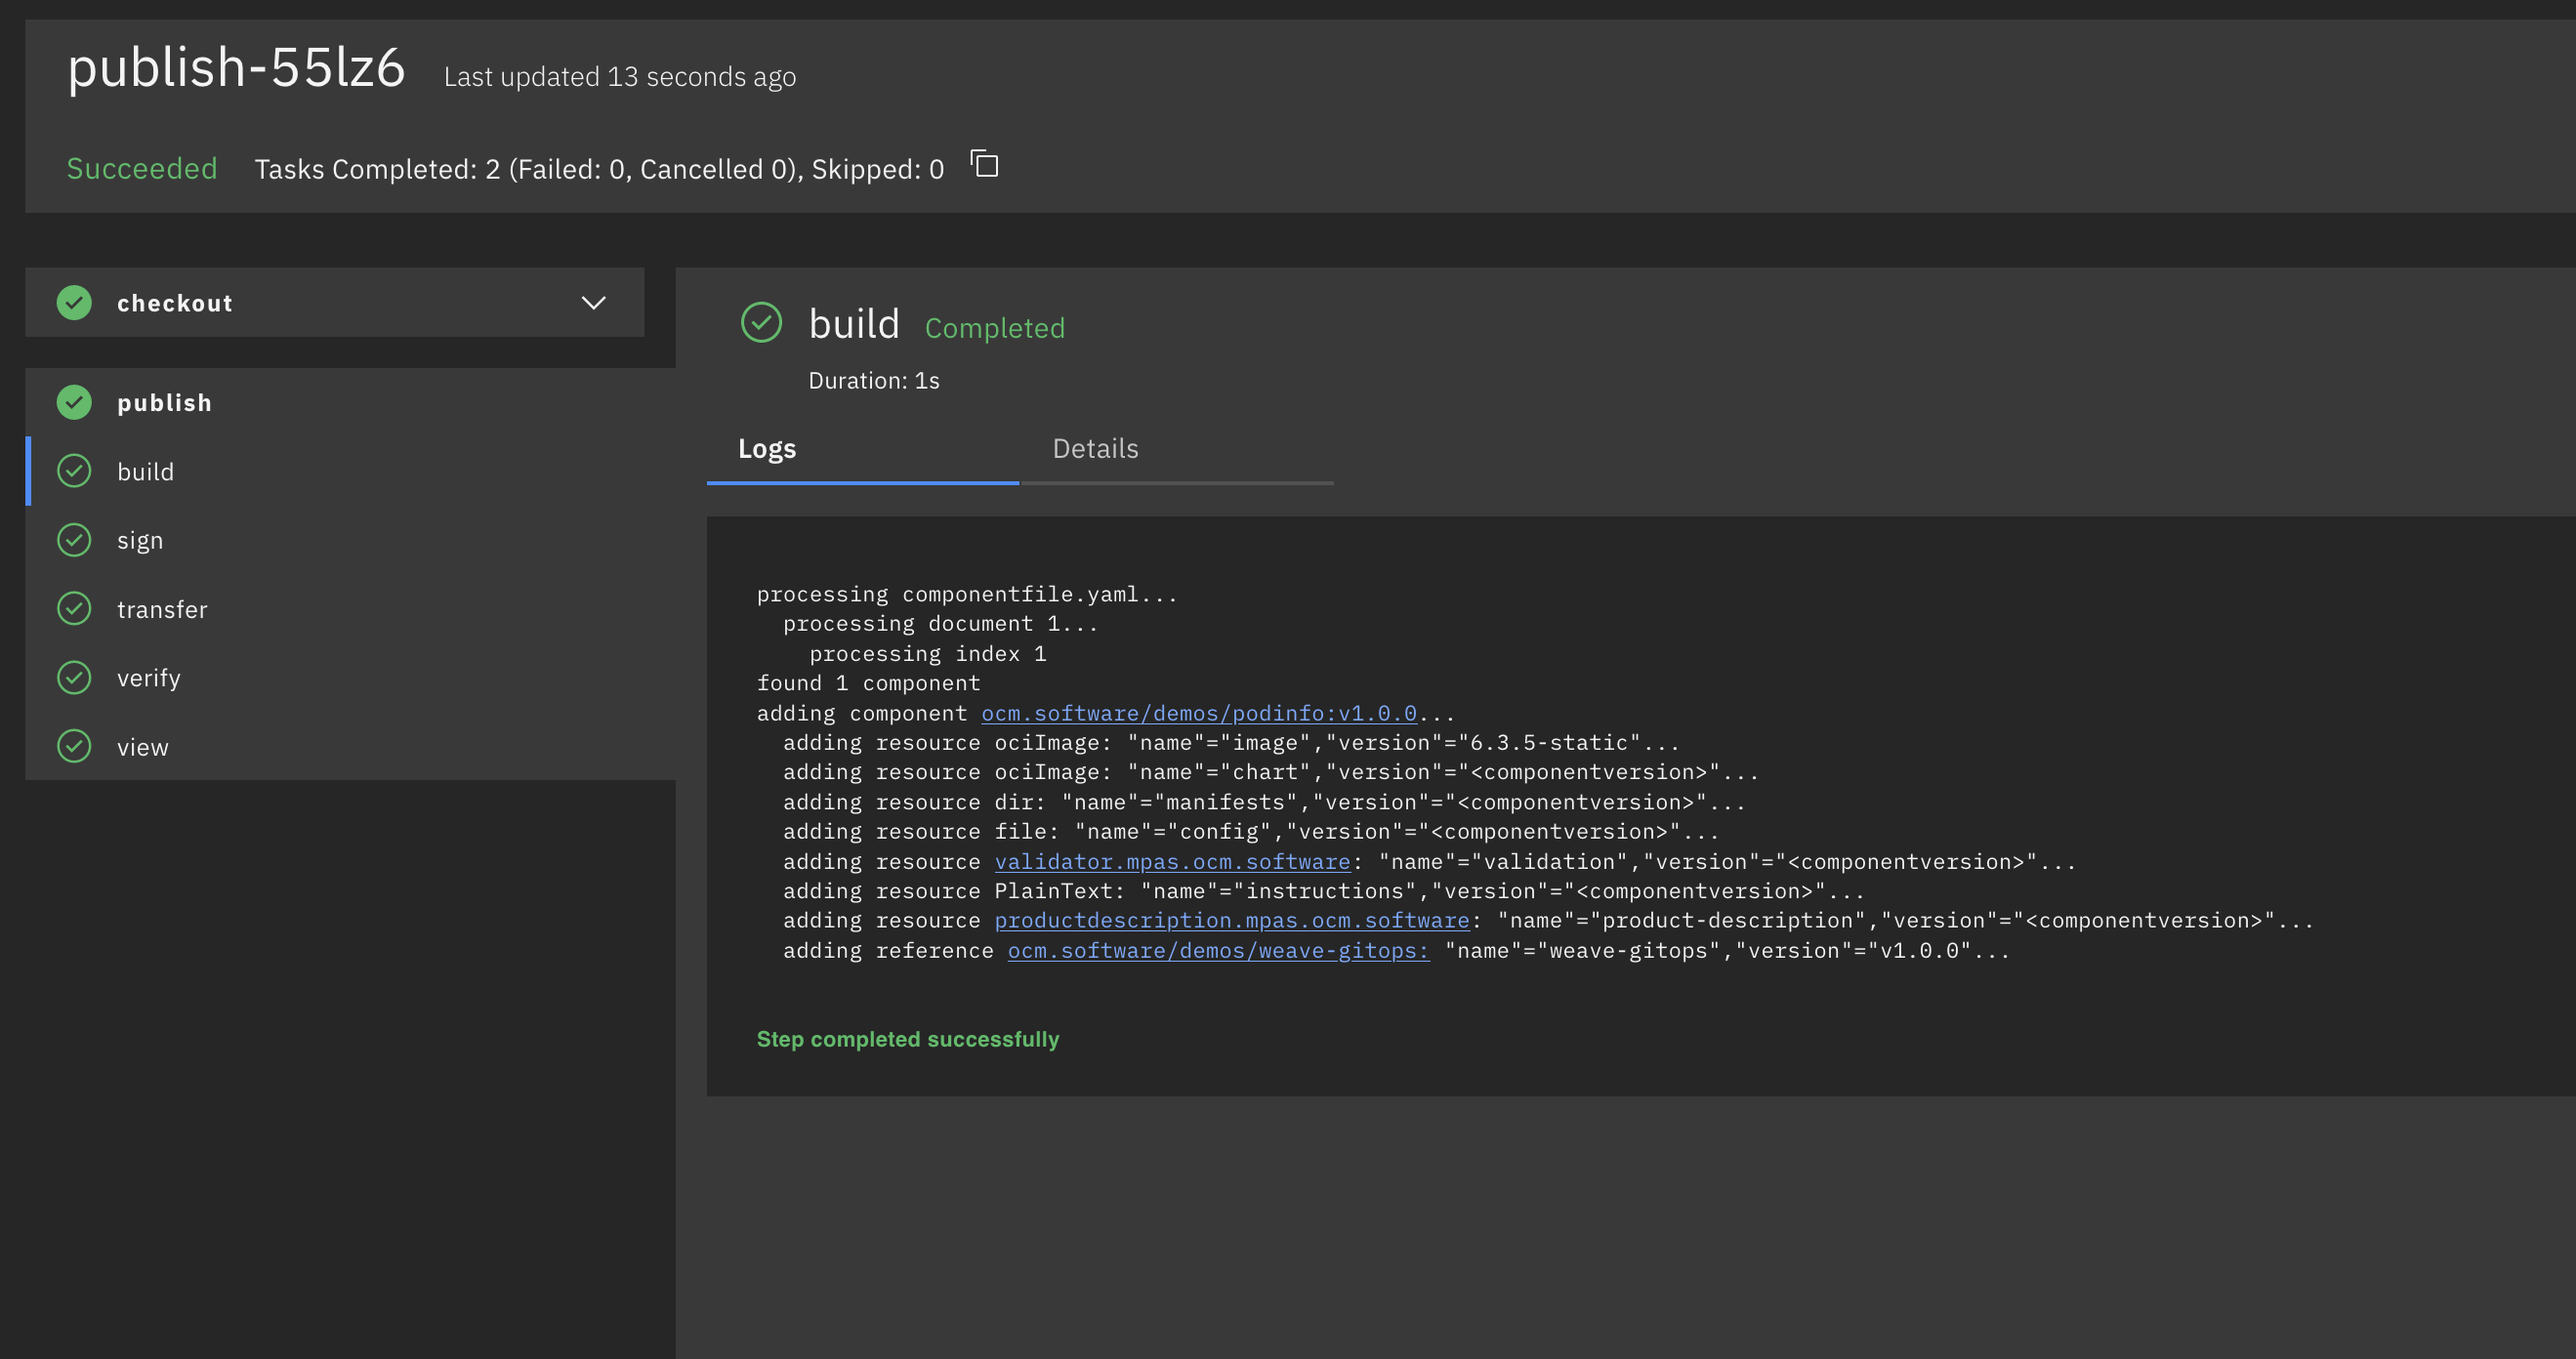 publish-55lz6 Last updated 13 seconds ago
Succeeded Tasks Completed: 2 (Failed: 0, Cancelled 0), Skipped: 0
checkout
publish
build
sign
transfer
verify
view
build Completed
Duration: 1s
Logs Details
processing componentfile.yaml...
processing document 1...
processing index 1
found 1 component
adding component ocm.software/demos/podinfo:v1.0.0...
adding resource ociImage: "name"="image","version"="6.3.5-static"...
adding resource ociImage: "name"="chart","version"="<componentversion>"...
adding resource dir: "name"="manifests","version"="<componentversion>"...
adding resource file: "name"="config","version"="<componentversion>"...
adding resource validator.mpas.ocm.software: "name"="validation","version"="<componentversion>"...
adding resource PlainText: "name"="instructions","version"="<componentversion>"...
adding resource productdescription.mpas.ocm.software: "name"="product-description","version"="<componentversion>"...
adding reference ocm.software/demos/weave-gitops: "name"="weave-gitops","version"="v1.0.0"...
Step completed successfully